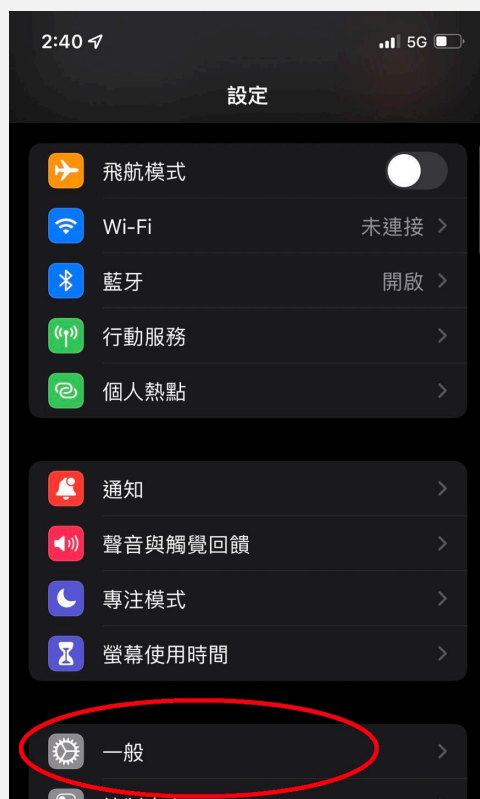 2:40
5G
設定
飛航模式
Wi-Fi 未連接
藍牙 開啟
行動服務
個人熱點
通知
聲音與觸覺回饋
專注模式
螢幕使用時間
一般